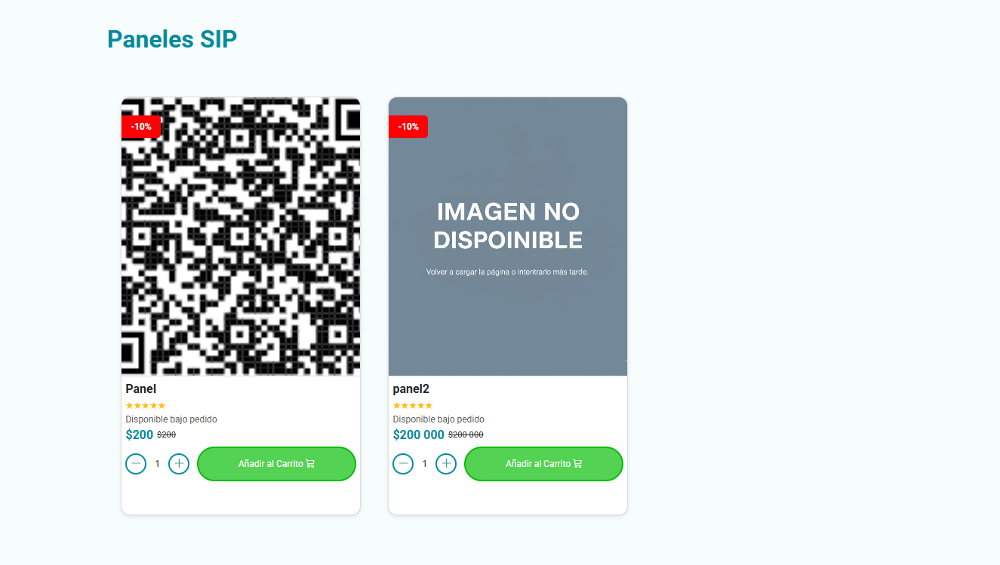 Paneles SIP
-10%
Panel
★★★★★
Disponible bajo pedido
$200 $200
1 Añadir al Carrito
-10%
IMAGEN NO
DISPOINIBLE
Volver a cargar la página o intentrarlo más tarde.
panel2
★★★★★
Disponible bajo pedido
$200 000 $200 000
1 Añadir al Carrito